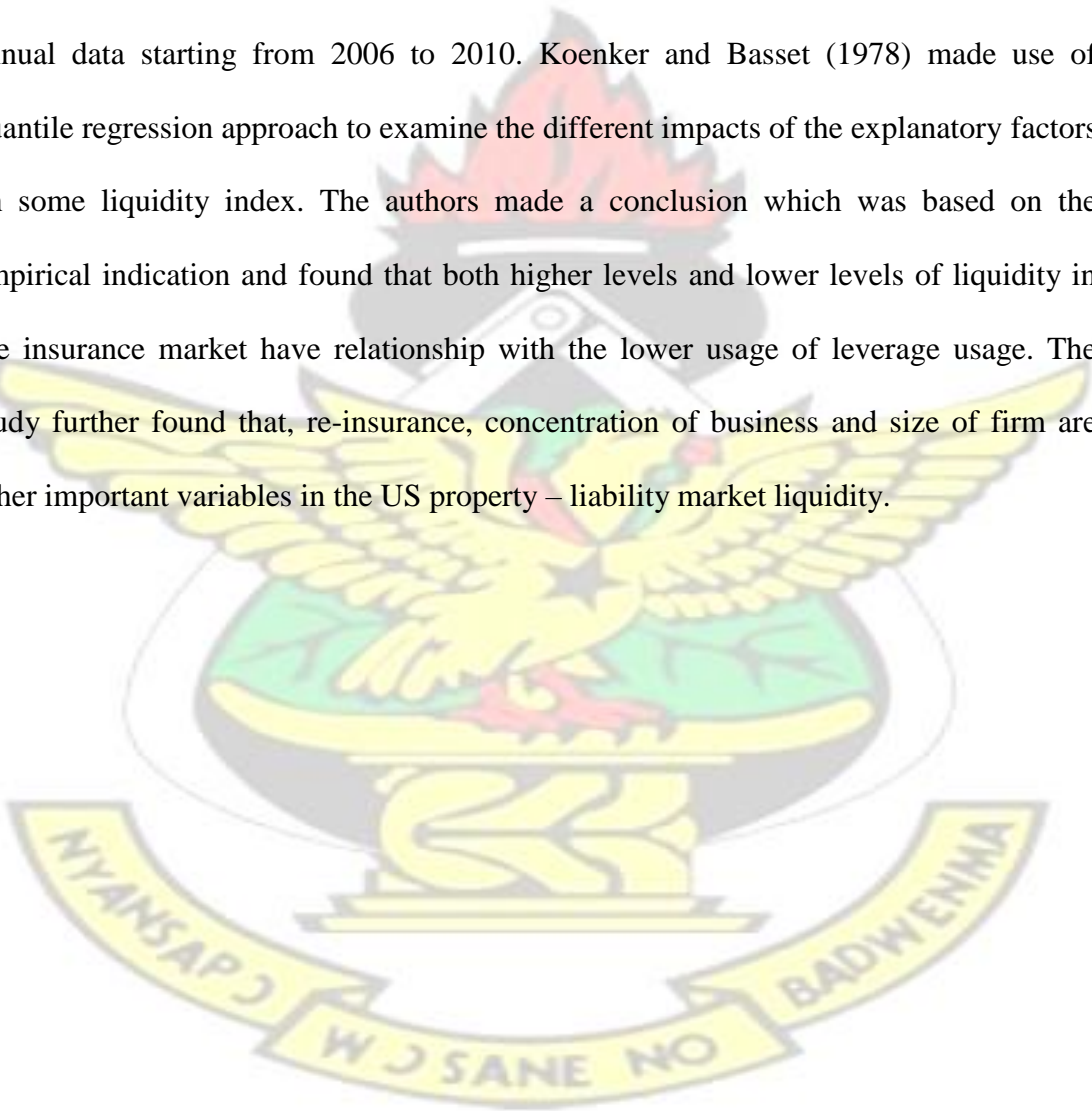 nnual data starting from 2006 to 2010. Koenker and Basset (1978) made use of
uantile regression approach to examine the different impacts of the explanatory factors
n some liquidity index. The authors made a conclusion which was based on the
mpirical indication and found that both higher levels and lower levels of liquidity in
e insurance market have relationship with the lower usage of leverage usage. The
udy further found that, re-insurance, concentration of business and size of firm are
her important variables in the US property – liability market liquidity.
NYANSAPƆ
WƆ SANE NO
BADWENMA